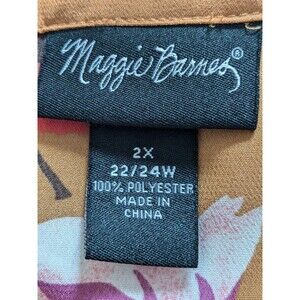 Maggie Barnes®
2X
22/24W
100% POLYESTER
MADE IN
CHINA